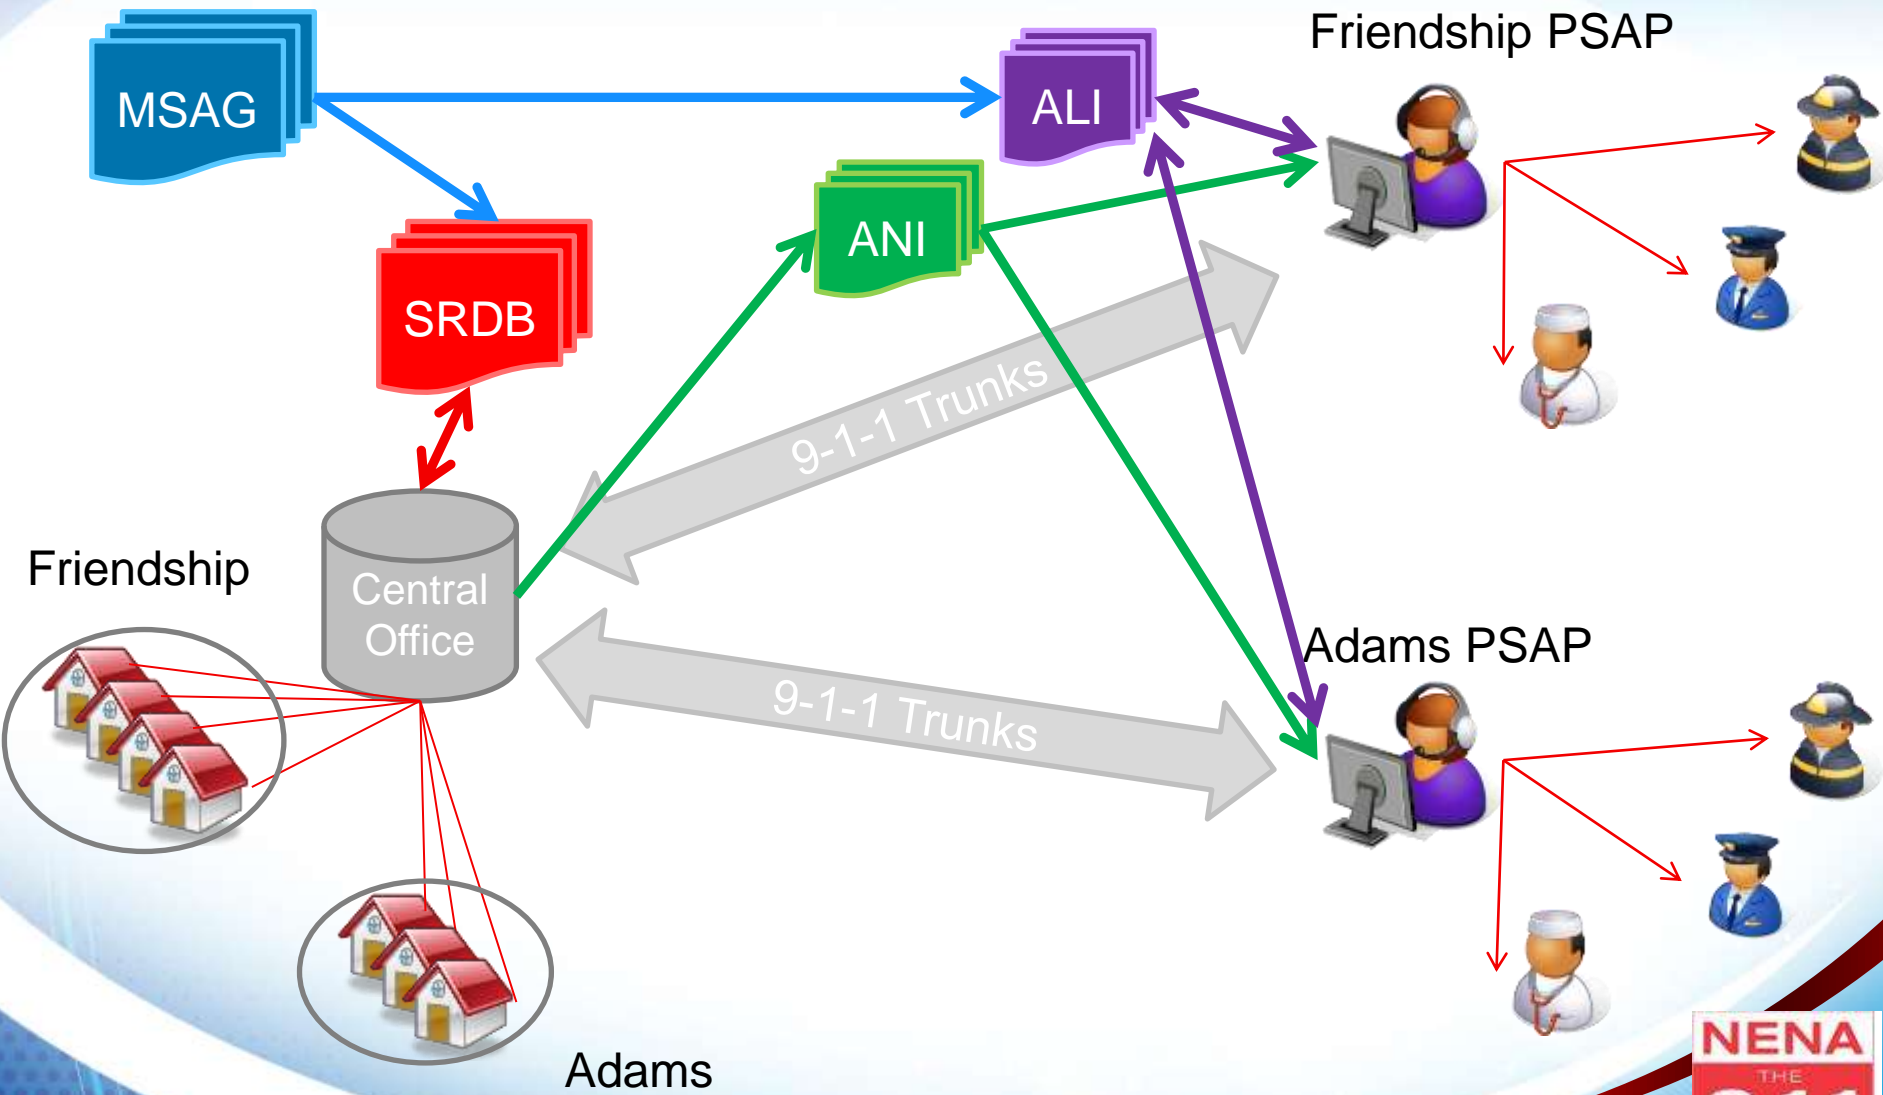 Friendship PSAP
MSAG
ALI
ANI
SRDB
9-1-1 Trunks
Friendship
Central
Office
Adams PSAP
9-1-1 Trunks
Adams
NENA
THE